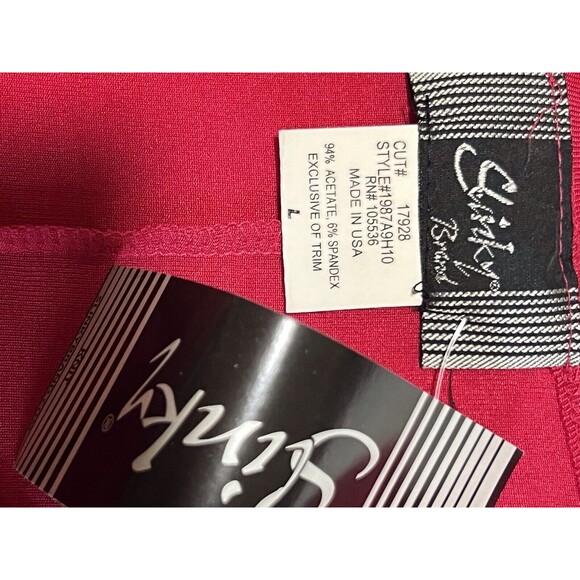 Slinky®
Brand
CUT# 17928
STYLE#1987A9H10
RN# 105536
MADE IN USA
94% ACETATE, 6% SPANDEX
EXCLUSIVE OF TRIM
L
Slinky
®